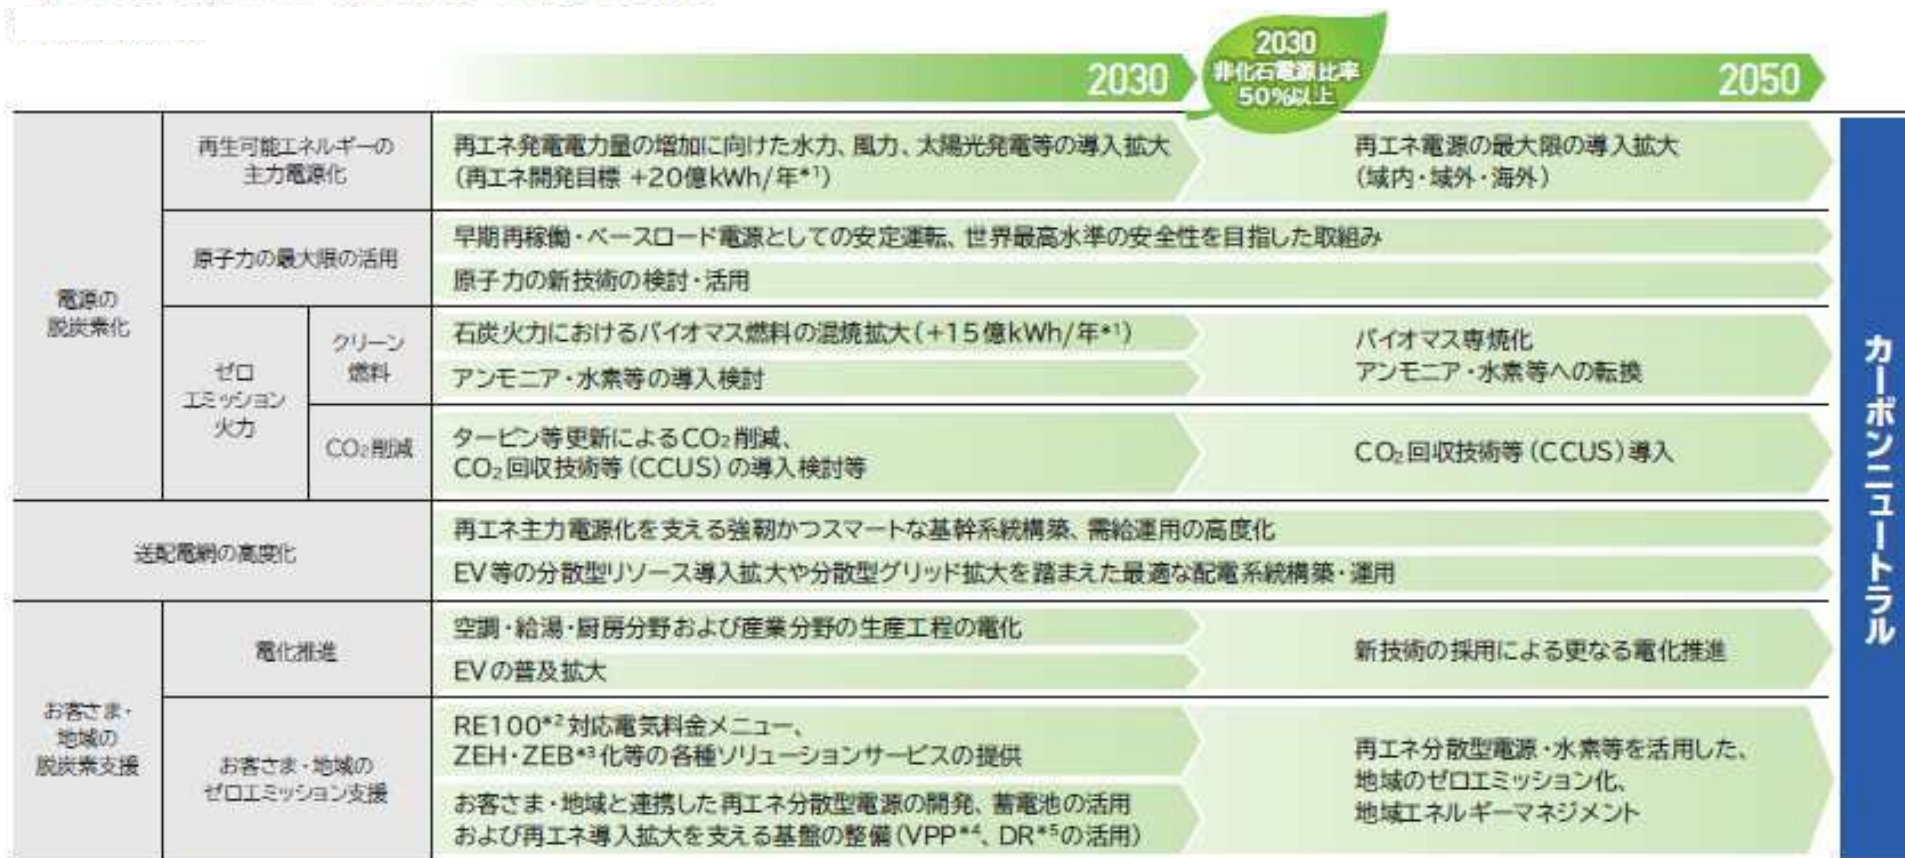 2030
2030
非化石電源比率
50%以上
2050
電源の
脱炭素化
再生可能エネルギーの
主力電源化
再エネ発電電力量の増加に向けた水力、風力、太陽光発電等の導入拡大
(再エネ開発目標 +20億kWh/年*1)
再エネ電源の最大限の導入拡大
(域内・域外・海外)
原子力の最大限の活用
早期再稼働・ベースロード電源としての安定運転、世界最高水準の安全性を目指した取組み
原子力の新技術の検討・活用
ゼロ
エミッション
火力
クリーン
燃料
石炭火力におけるバイオマス燃料の混焼拡大(+15億kWh/年*1)
アンモニア・水素等の導入検討
バイオマス専焼化
アンモニア・水素等への転換
CO2削減
タービン等更新によるCO2削減、
CO2回収技術等(CCUS)の導入検討等
CO2回収技術等(CCUS)導入
送配電網の高度化
再エネ主力電源化を支える強靭かつスマートな基幹系統構築、需給運用の高度化
EV等の分散型リソース導入拡大や分散型グリッド拡大を踏まえた最適な配電系統構築・運用
お客さま・
地域の
脱炭素支援
電化推進
空調・給湯・厨房分野および産業分野の生産工程の電化
EVの普及拡大
新技術の採用による更なる電化推進
お客さま・地域の
ゼロエミッション支援
RE100*2対応電気料金メニュー、
ZEH・ZEB*3化等の各種ソリューションサービスの提供
お客さま・地域と連携した再エネ分散型電源の開発、蓄電池の活用
および再エネ導入拡大を支える基盤の整備(VPP*4、DR*5の活用)
再エネ分散型電源・水素等を活用した、
地域のゼロエミッション化、
地域エネルギーマネジメント
カーボンニュートラル